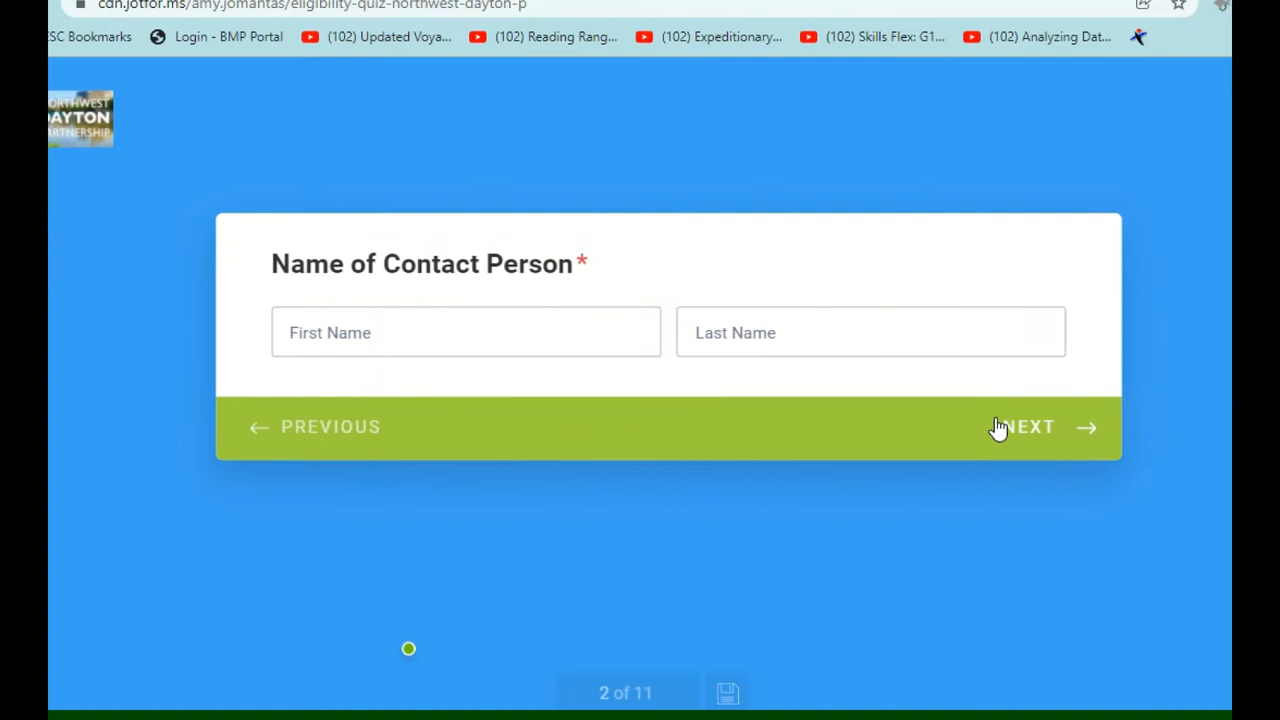 cdn.jotfor.ms/amy.jomantas/eligibility-quiz-northwest-dayton-p
SC Bookmarks Login - BMP Portal (102) Updated Voya... (102) Reading Rang... (102) Expeditionary... (102) Skills Flex: G1... (102) Analyzing Dat...
ORTHWEST
DAYTON
ARTNERSHIP
Name of Contact Person*
First Name Last Name
← PREVIOUS NEXT →
2 of 11